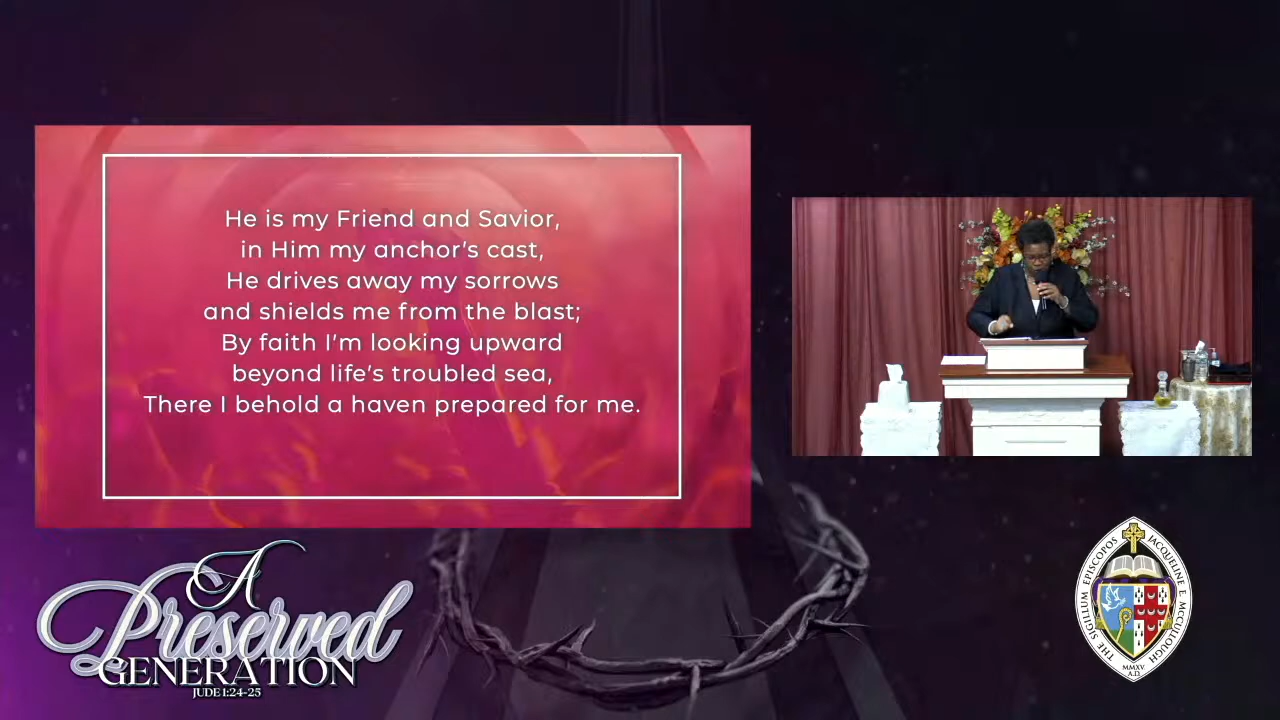 He is my Friend and Savior,
in Him my anchor's cast,
He drives away my sorrows
and shields me from the blast;
By faith I'm looking upward
beyond life's troubled sea,
There I behold a haven prepared for me.
A
Preserved
GENERATION
JUDE 1:24-25
THE SIGILLUM EPISCOPOS JACQUELINE E. MCCULLOUGH
MMXV
A.D.